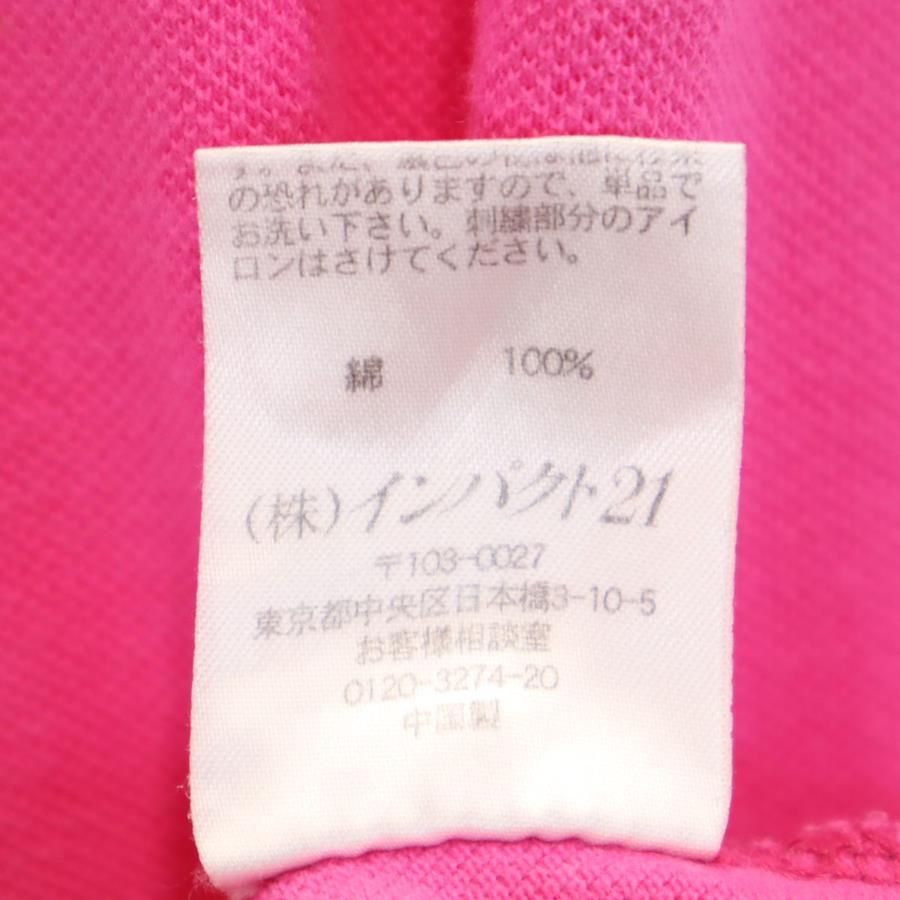 の恐れがありますので、単品で
お洗い下さい。刺繍部分のアイ
ロンはさけてください。
綿 100%
(株)インパクト21
〒103-0027
東京都中央区日本橋3-10-5
お客様相談室
0120-3274-20
中国製